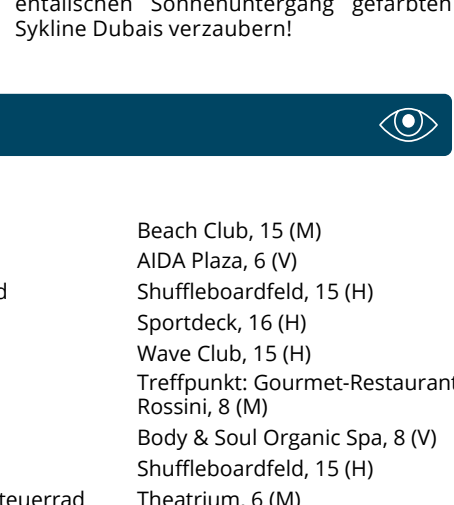 entalischen Sonnenuntergang gefärbten
Sykline Dubais verzaubern!
Beach Club, 15 (M)
AIDA Plaza, 6 (V)
Shuffleboardfeld, 15 (H)
Sportdeck, 16 (H)
Wave Club, 15 (H)
Treffpunkt: Gourmet-Restaurant
Rossini, 8 (M)
Body & Soul Organic Spa, 8 (V)
Shuffleboardfeld, 15 (H)
teuerrad Theatrium, 6 (M)